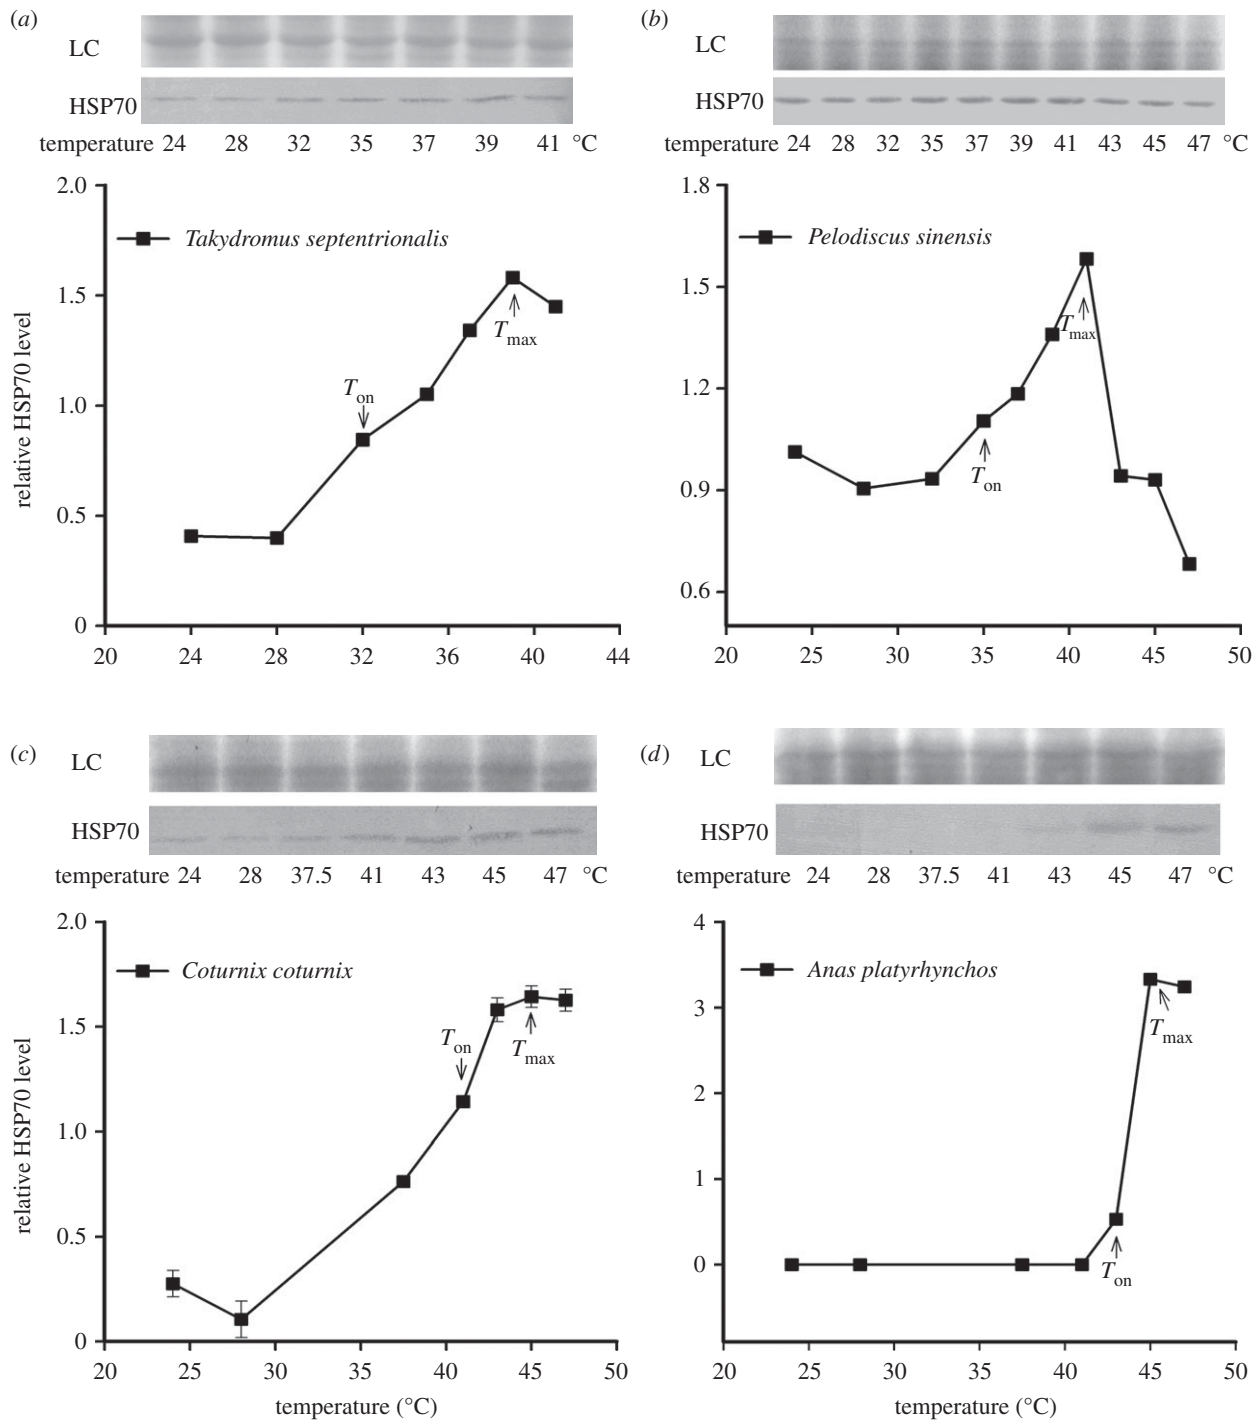 (a)
LC
HSP70
temperature 24 28 32 35 37 39 41 °C
2.0
1.5
1.0
0.5
0
relative HSP70 level
Takydromus septentrionalis
Ton
Tmax
20 24 28 32 36 40 44
(b)
LC
HSP70
temperature 24 28 32 35 37 39 41 43 45 47 °C
1.8
1.5
1.2
0.9
0.6
Pelodiscus sinensis
Tmax
Ton
20 25 30 35 40 45 50
(c)
LC
HSP70
temperature 24 28 37.5 41 43 45 47 °C
2.0
1.5
1.0
0.5
0
relative HSP70 level
Coturnix coturnix
Ton
Tmax
20 25 30 35 40 45 50
temperature (°C)
(d)
LC
HSP70
temperature 24 28 37.5 41 43 45 47 °C
4
3
2
1
0
Anas platyrhynchos
Tmax
Ton
20 25 30 35 40 45 50
temperature (°C)